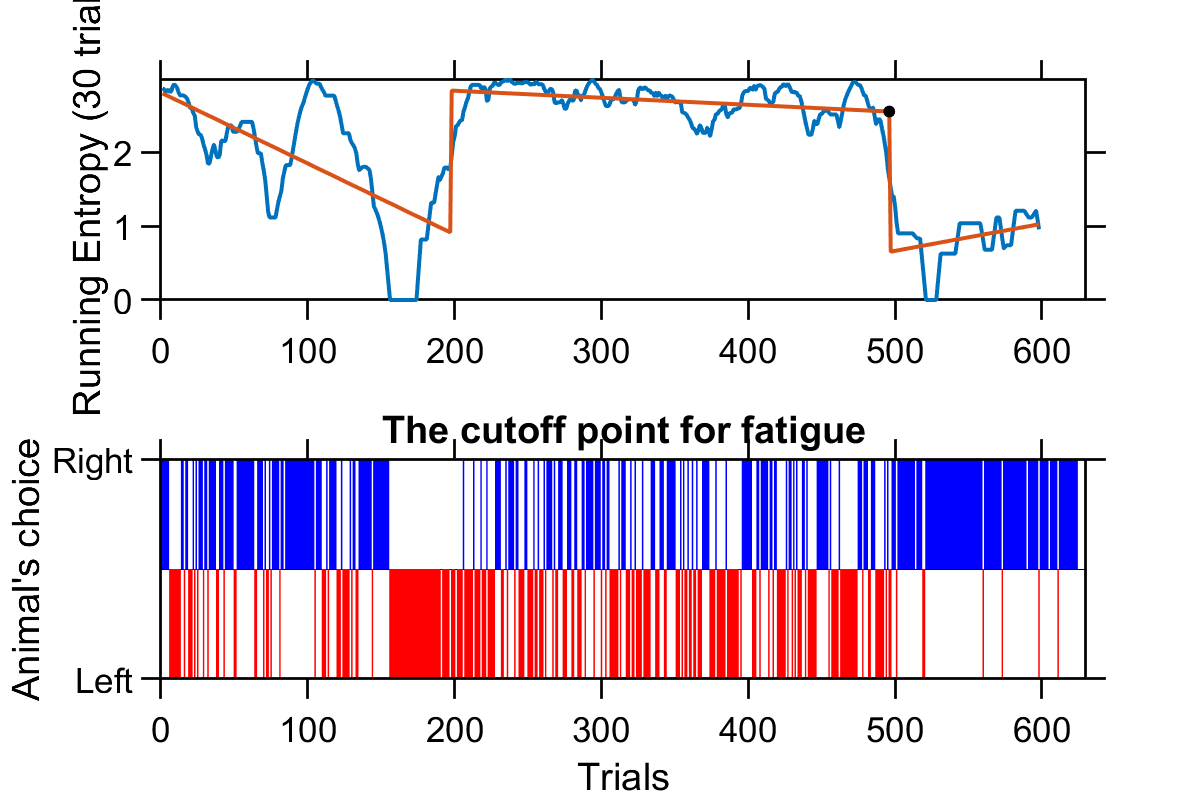 Running Entropy (30 trial
2
1
0
0 100 200 300 400 500 600
The cutoff point for fatigue
Animal's choice
Right
Left
0 100 200 300 400 500 600
Trials